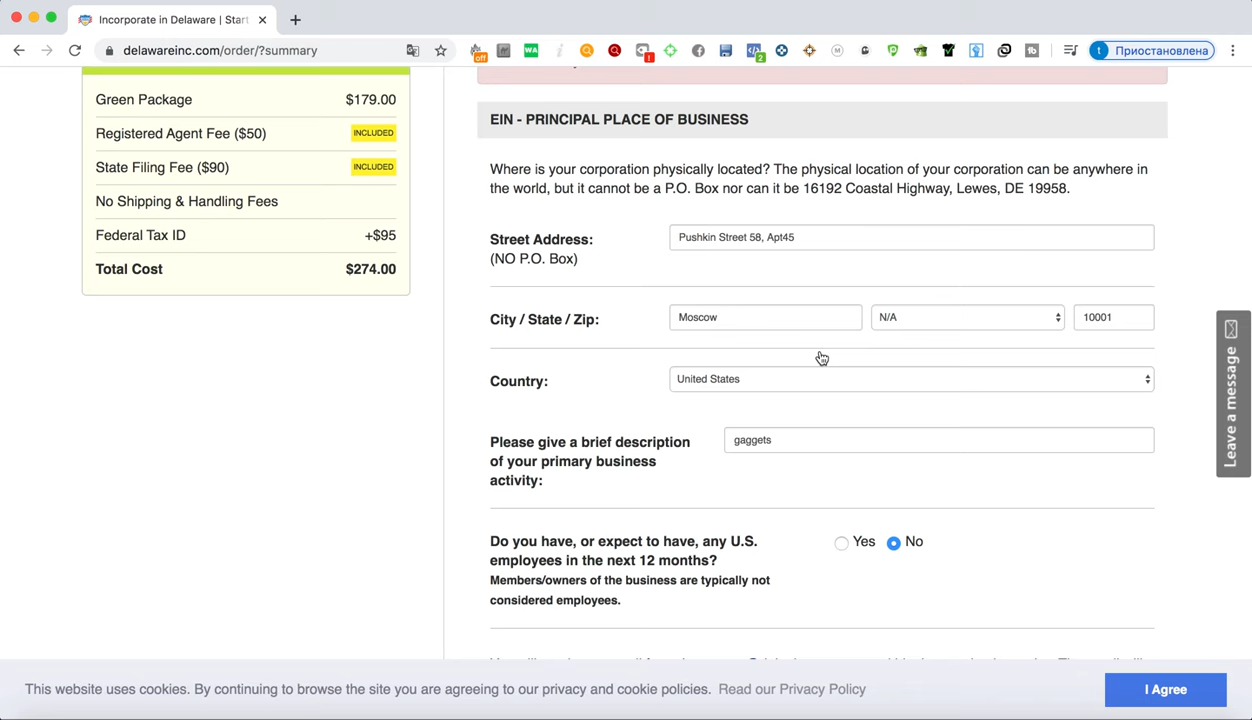 Incorporate in Delaware | Start
delawareinc.com/order/?summary
off
WA
2
t Приостановлена
Green Package $179.00
Registered Agent Fee ($50) INCLUDED
State Filing Fee ($90) INCLUDED
No Shipping & Handling Fees
Federal Tax ID +$95
Total Cost $274.00
EIN - PRINCIPAL PLACE OF BUSINESS
Where is your corporation physically located? The physical location of your corporation can be anywhere in
the world, but it cannot be a P.O. Box nor can it be 16192 Coastal Highway, Lewes, DE 19958.
Street Address: Pushkin Street 58, Apt45
(NO P.O. Box)
City / State / Zip: Moscow N/A 10001
Country: United States
Please give a brief description gaggets
of your primary business
activity:
Do you have, or expect to have, any U.S. Yes No
employees in the next 12 months?
Members/owners of the business are typically not
considered employees.
Leave a message
This website uses cookies. By continuing to browse the site you are agreeing to our privacy and cookie policies. Read our Privacy Policy
I Agree